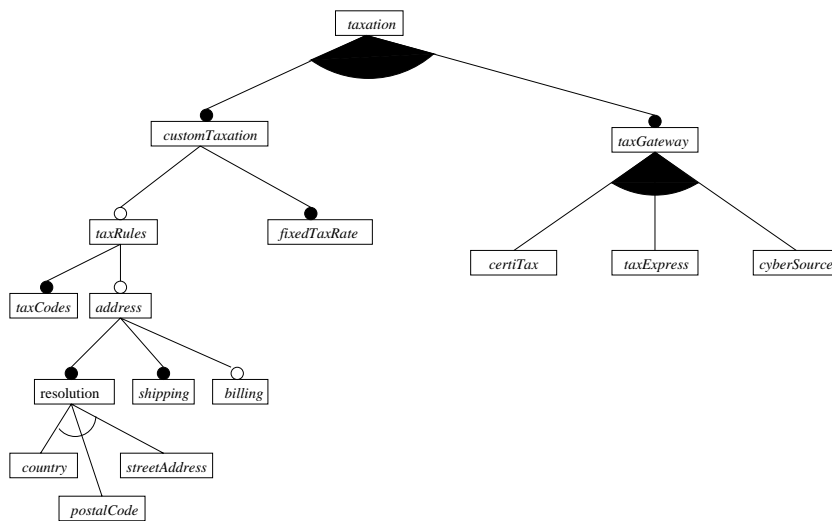 taxation
customTaxation
taxGateway
taxRules
fixedTaxRate
certiTax
taxExpress
cyberSource
taxCodes
address
resolution
shipping
billing
country
streetAddress
postalCode